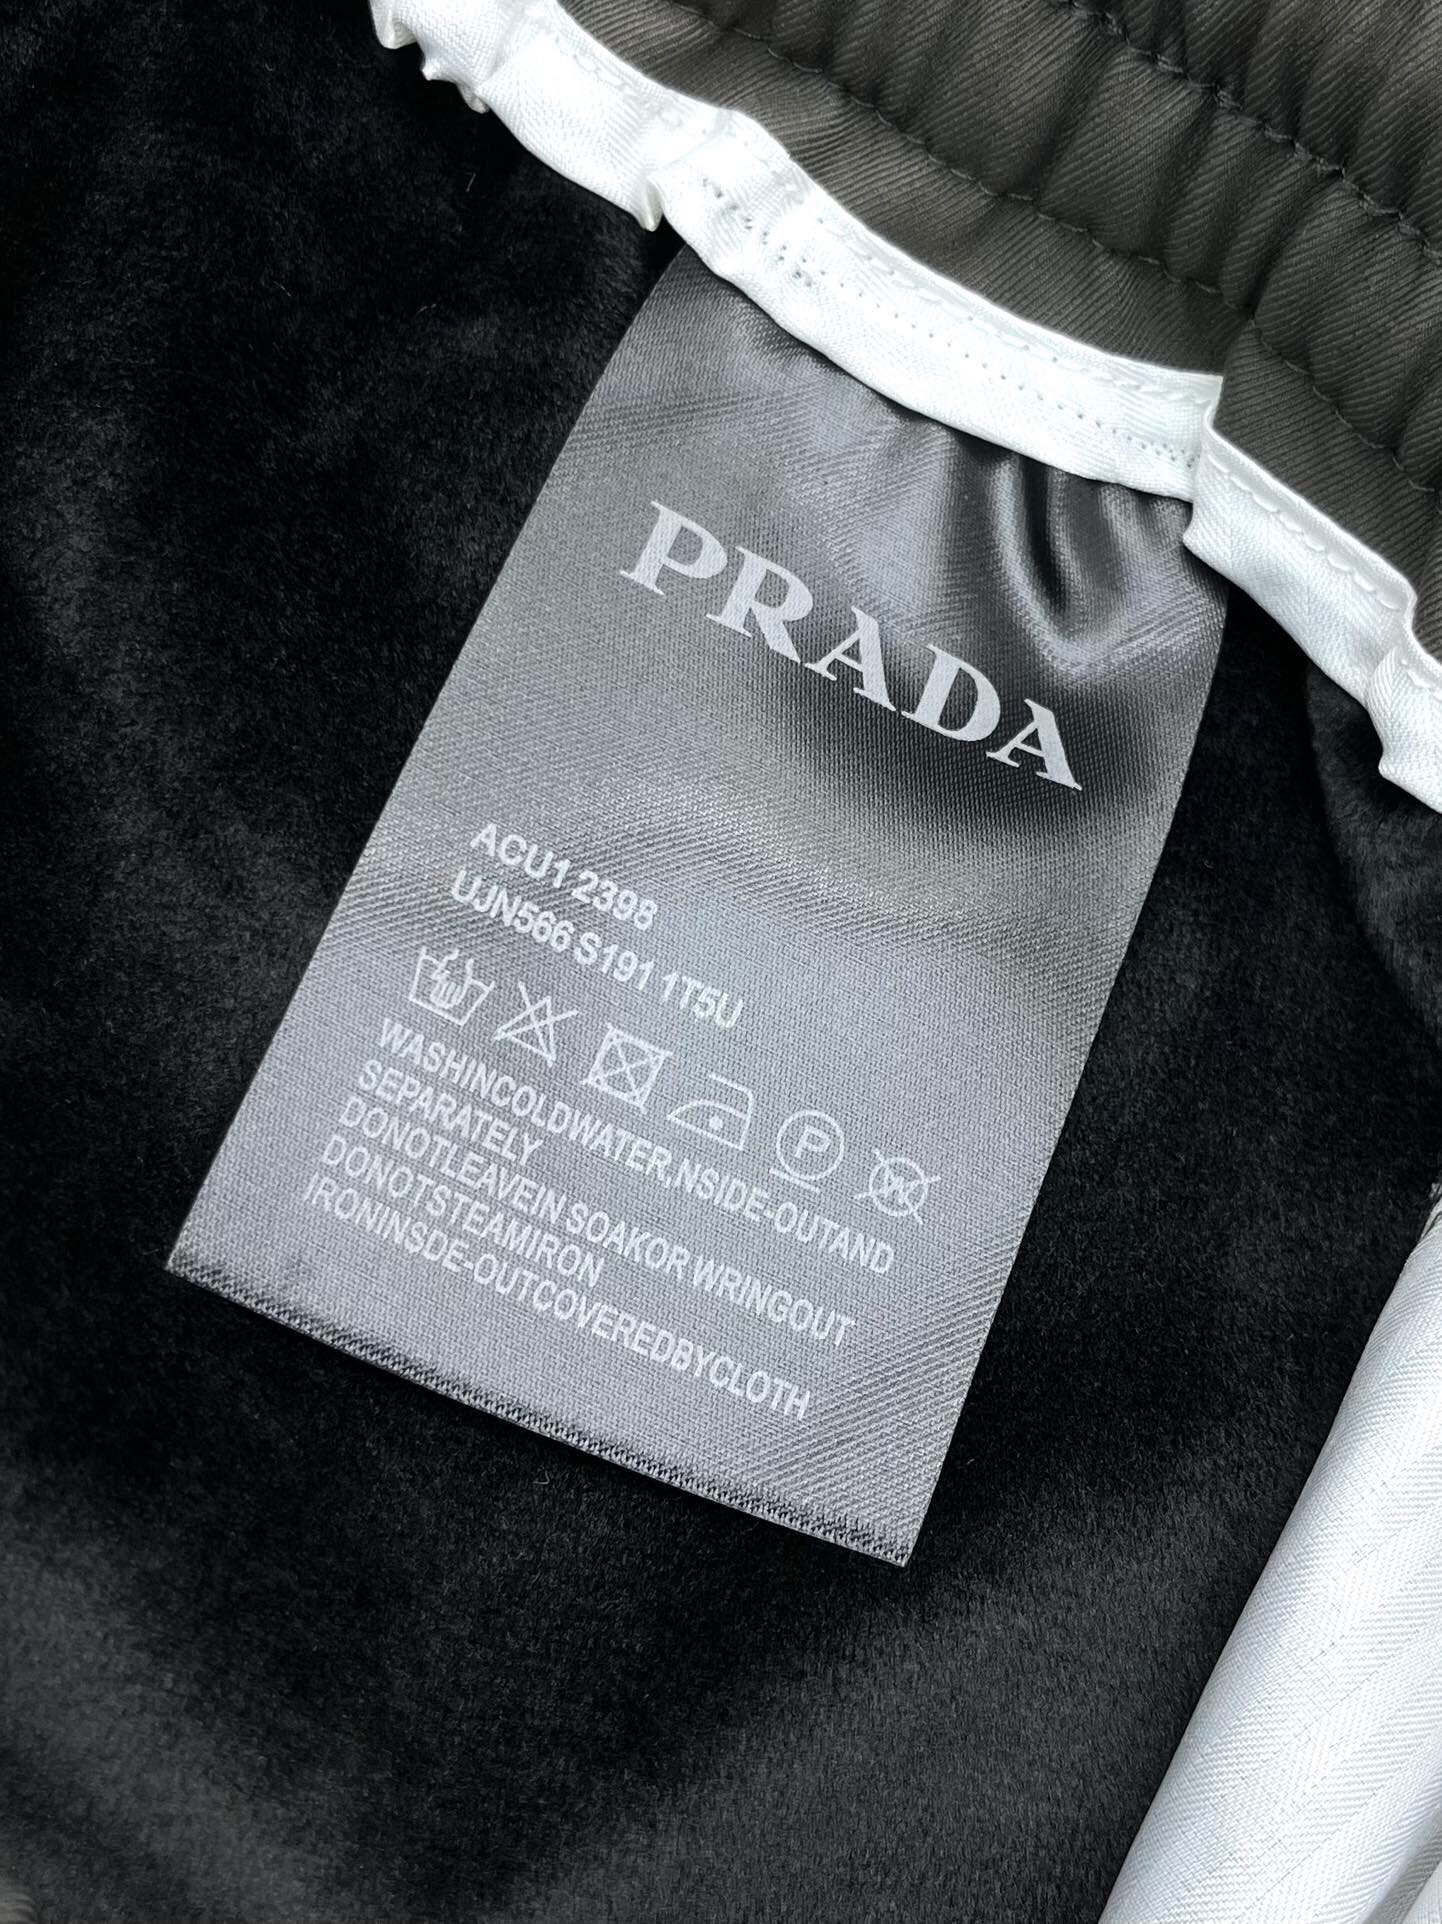 PRADA
ACU1 2398
UJN566 S191 1T5U
P
WASHINCOLDWATER,NSIDE-OUTAND
SEPARATELY
DONOTLEAVEIN SOAKOR WRINGOUT
DONOTSTEAMIRON
IRONINSDE-OUTCOVEREDBYCLOTH